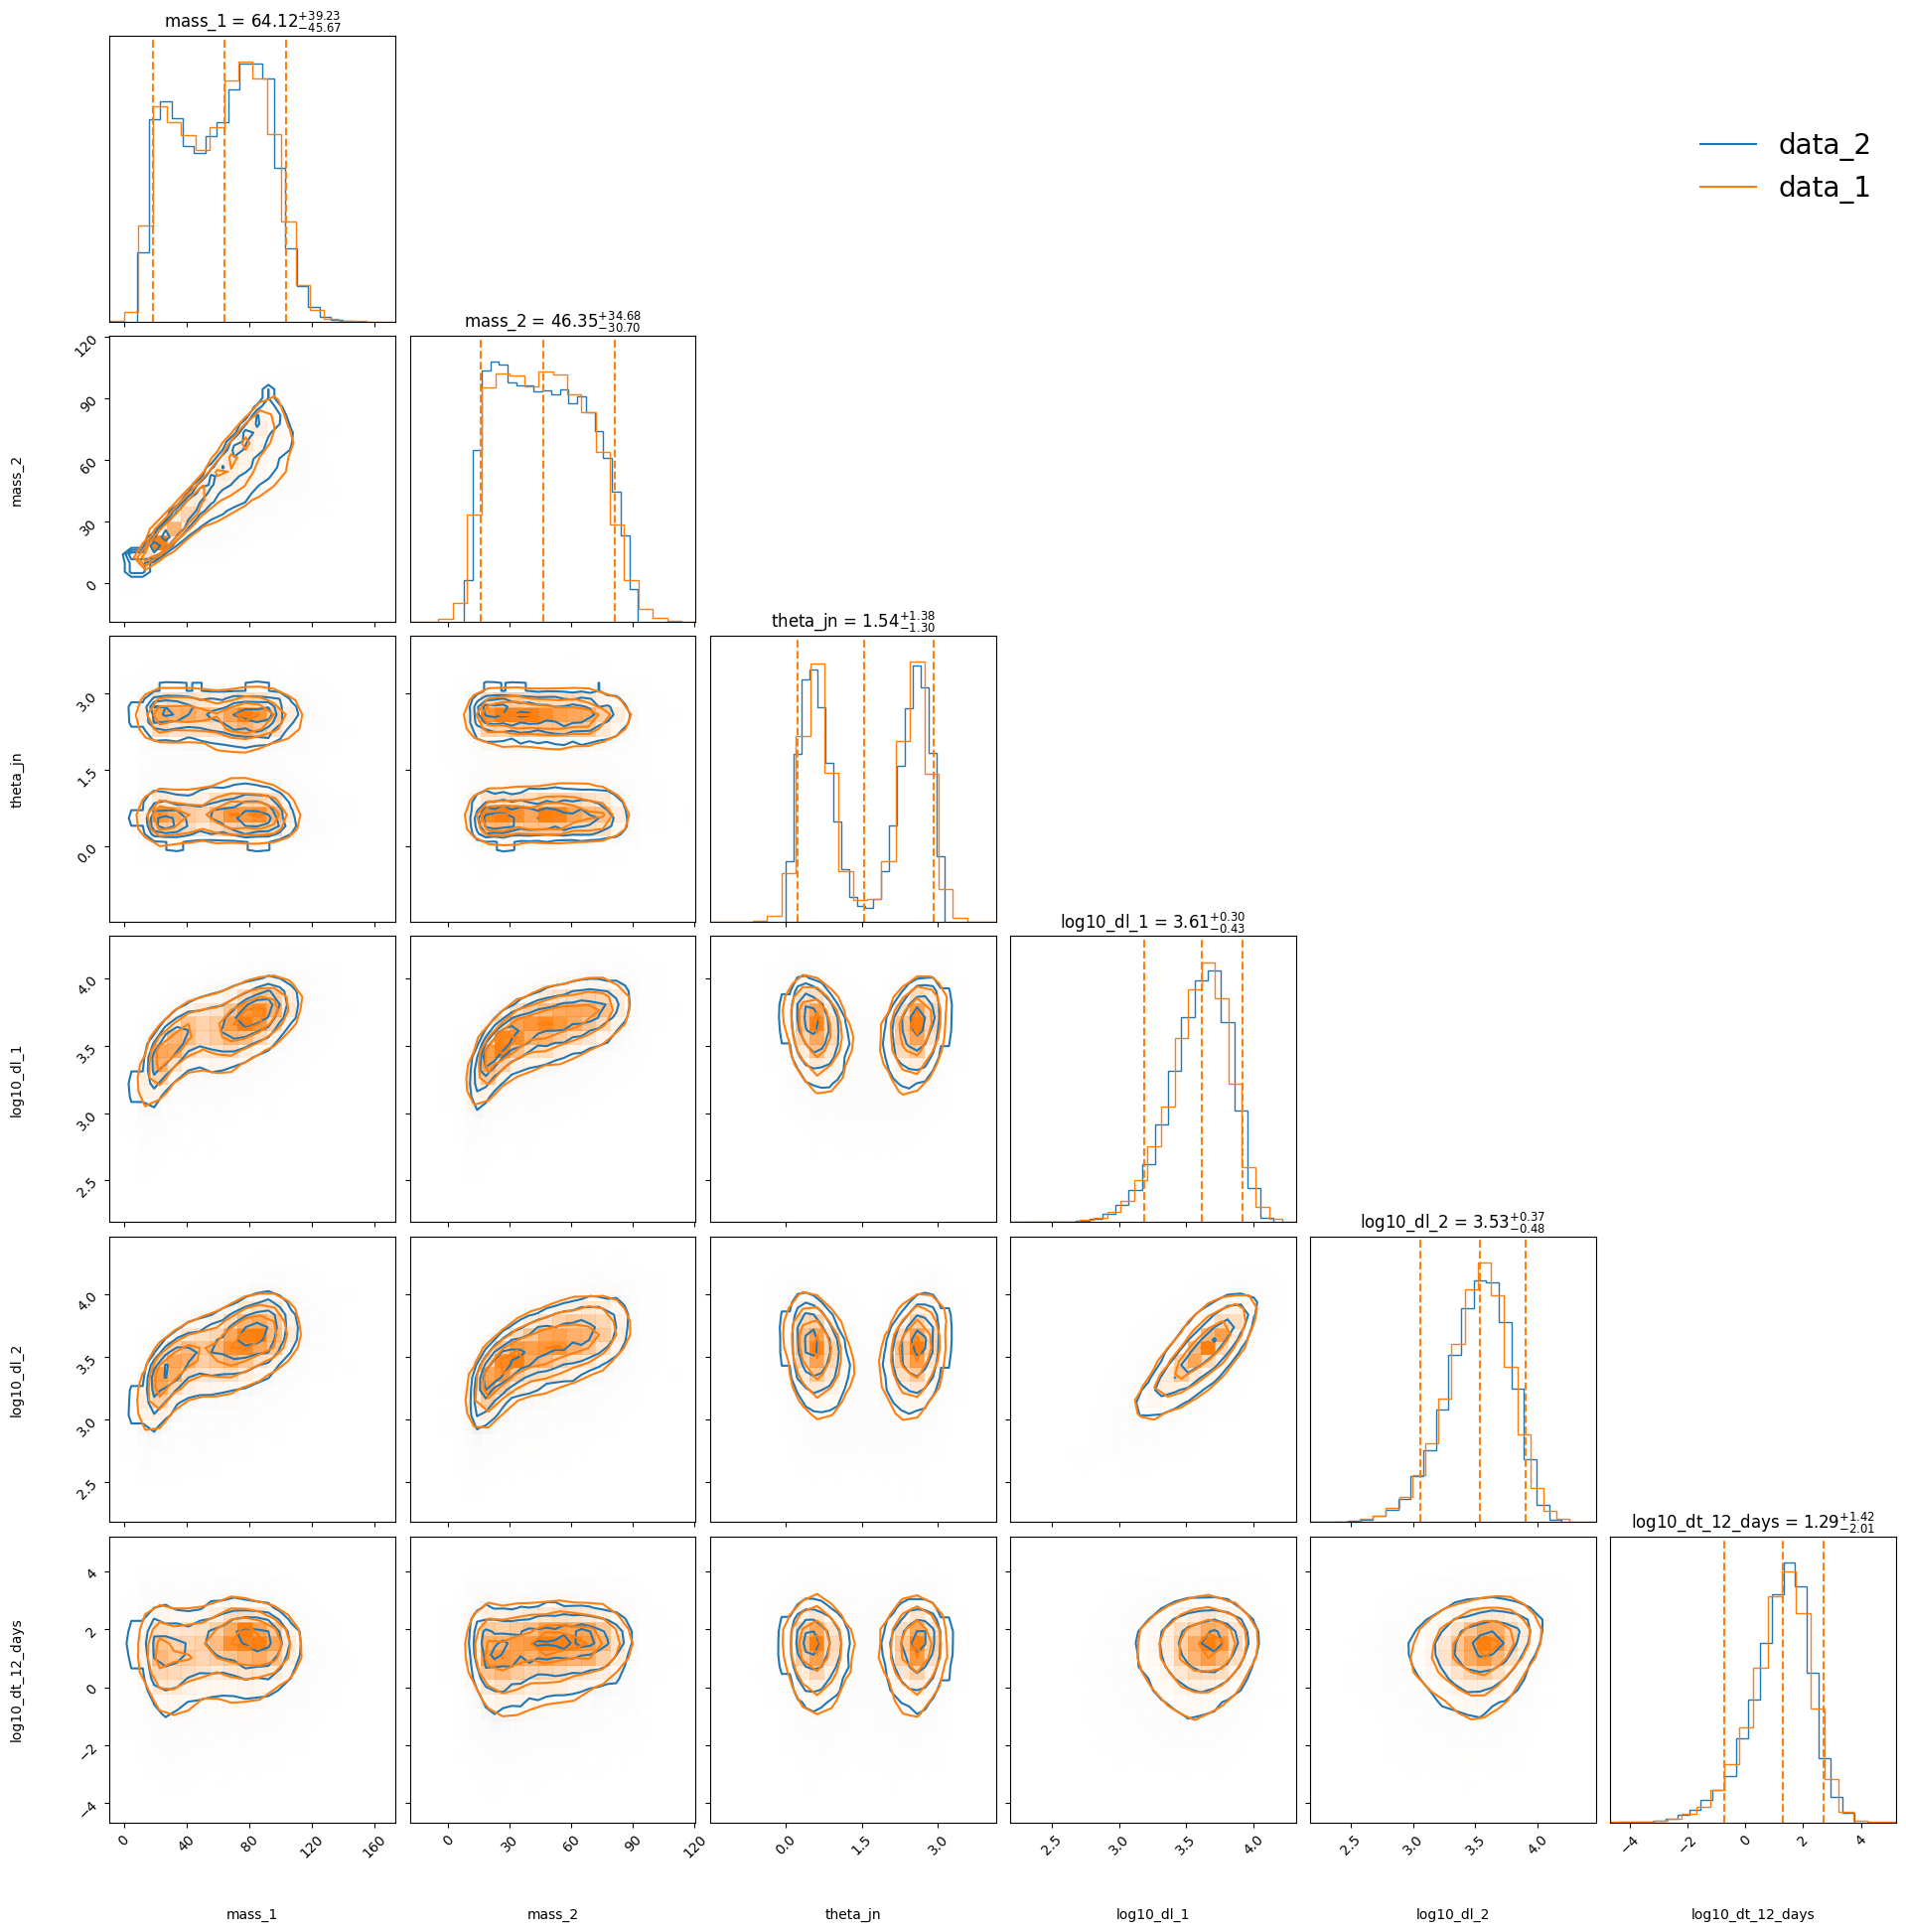 mass_1 = 64.12+39.23−45.67
data_2
data_1
mass_2 = 46.35+34.68−30.70
120
90
60
30
0
mass_2
theta_jn = 1.54+1.38−1.30
3.0
1.5
0.0
theta_jn
log10_dl_1 = 3.61+0.30−0.43
4.0
3.5
3.0
2.5
log10_dl_1
log10_dl_2 = 3.53+0.37−0.48
4.0
3.5
3.0
2.5
log10_dl_2
log10_dt_12_days = 1.29+1.42−2.01
4
2
0
−2
−4
log10_dt_12_days
0 40 80 120 160 0 30 60 90 120 0.0 1.5 3.0 2.5 3.0 3.5 4.0 2.5 3.0 3.5 4.0 −4 −2 0 2 4
mass_1 mass_2 theta_jn log10_dl_1 log10_dl_2 log10_dt_12_days